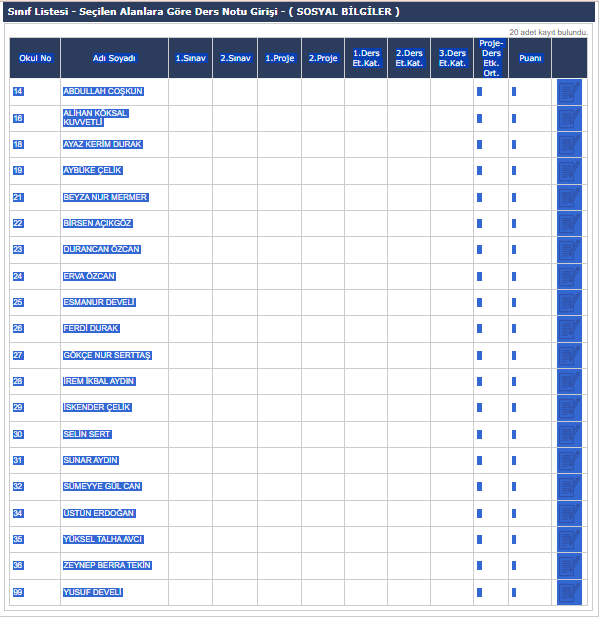 Sınıf Listesi - Seçilen Alanlara Göre Ders Notu Girişi - ( SOSYAL BİLGİLER )
20 adet kayıt bulundu.
Okul No Adı Soyadı 1.Sınav 2.Sınav 1.Proje 2.Proje 1.Ders Et.Kat. 2.Ders Et.Kat. 3.Ders Et.Kat. Proje-Ders Etk. Ort. Puanı
14 ABDULLAH COŞKUN
16 ALİHAN KÖKSAL KUVVETLİ
18 AYAZ KERİM DURAK
19 AYBÜKE ÇELİK
21 BEYZA NUR MERMER
22 BİRSEN AÇIKGÖZ
23 DURANCAN ÖZCAN
24 ERVA ÖZCAN
25 ESMANUR DEVELİ
26 FERDİ DURAK
27 GÖKÇE NUR SERTTAŞ
28 İREM İKBAL AYDIN
29 İSKENDER ÇELİK
30 SELİN SERT
31 SUNAR AYDIN
32 SÜMEYYE GÜL CAN
34 ÜSTÜN ERDOĞAN
35 YÜKSEL TALHA AVCI
36 ZEYNEP BERRA TEKİN
99 YUSUF DEVELİ